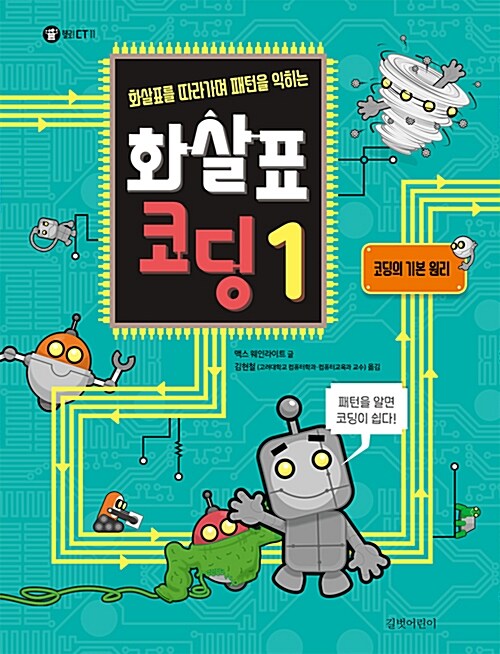 CT 11
화살표를 따라가며 패턴을 익히는
화살표
코딩 1
코딩의 기본 원리
맥스 웨인라이트 글
김현철 (고려대학교 컴퓨터학과·컴퓨터교육과 교수) 옮김
패턴을 알면
코딩이 쉽다!
길벗어린이